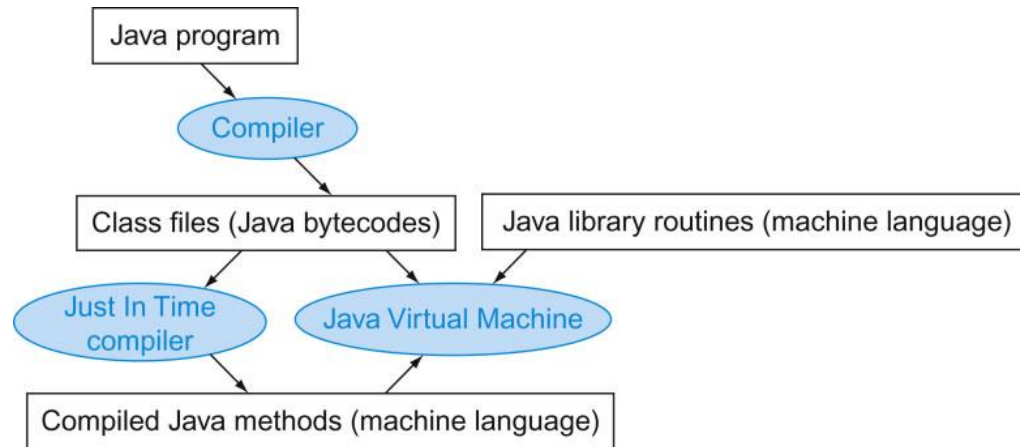 Java program
Compiler
Class files (Java bytecodes)
Java library routines (machine language)
Just In Time
compiler
Java Virtual Machine
Compiled Java methods (machine language)